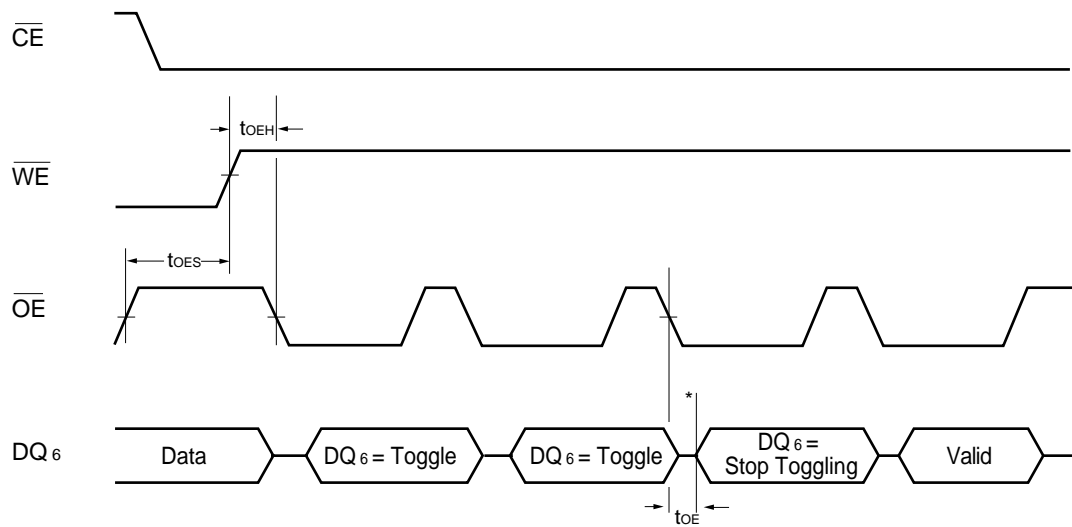 CE
tOEH
WE
tOES
OE
*
DQ6
Data
DQ6 = Toggle
DQ6 = Toggle
DQ6 =
Stop Toggling
Valid
tOE